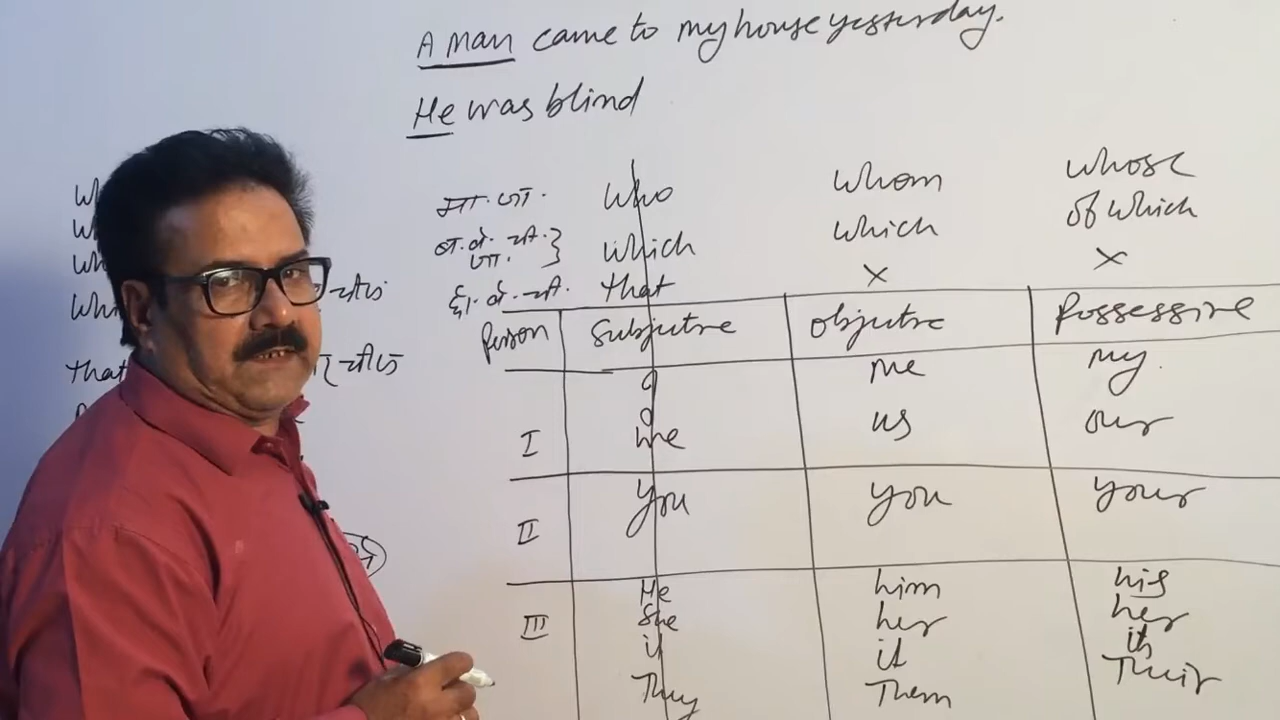 A man came to my house yesterday.
He was blind
मा. जा. Who whom whose
which which of which
that × ×
Person Subjective Objective Possessive
I me my
I we us our
II you you your
He him his
III She her her
it it its
They Them Their
that